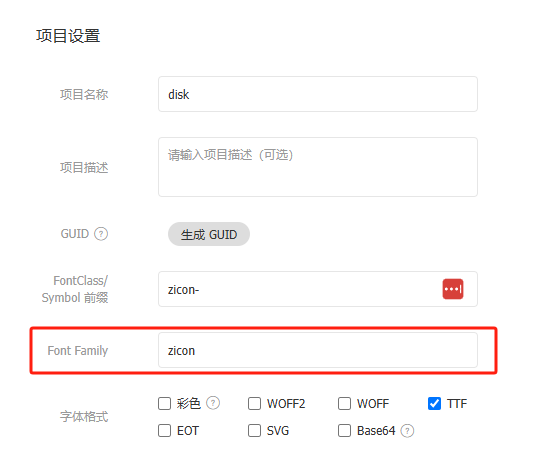 项目设置
项目名称
disk
项目描述
请输入项目描述（可选）
GUID ?
生成 GUID
FontClass/
Symbol 前缀
zicon-
Font Family
zicon
字体格式
彩色 ? WOFF2 WOFF TTF
EOT SVG Base64 ?